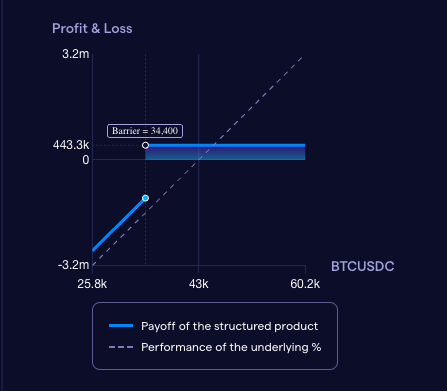 Profit & Loss
3.2m
Barrier = 34,400
443.3k
0
-3.2m
BTCUSDC
25.8k 43k 60.2k
Payoff of the structured product
Performance of the underlying %